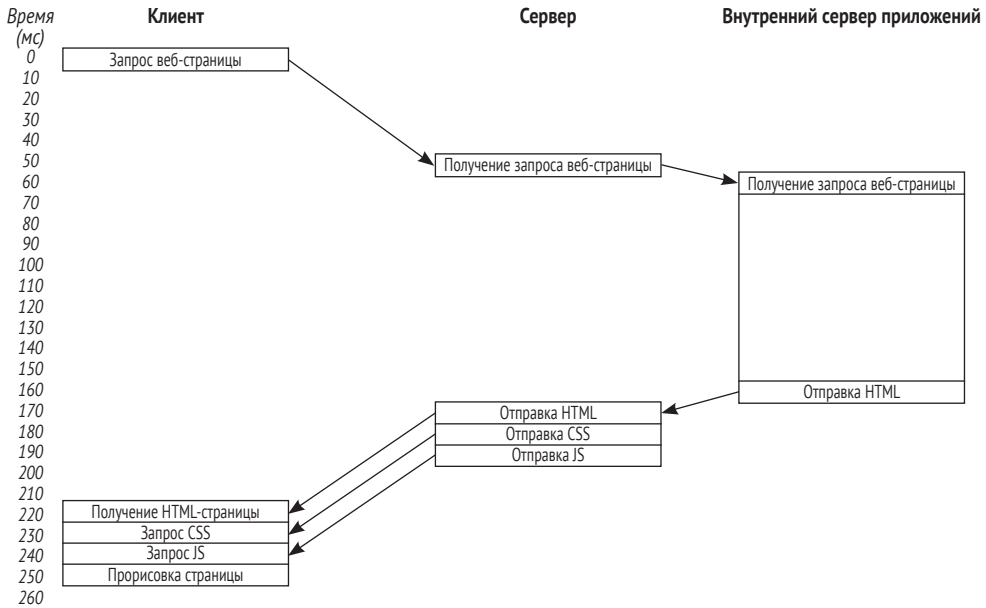 Время
(мс)
Клиент
Сервер
Внутренний сервер приложений
0
Запрос веб-страницы
10
20
30
40
50
Получение запроса веб-страницы
60
Получение запроса веб-страницы
70
80
90
100
110
120
130
140
150
160
Отправка HTML
170
Отправка HTML
180
Отправка CSS
190
Отправка JS
200
210
220
Получение HTML-страницы
230
Запрос CSS
240
Запрос JS
250
Прорисовка страницы
260